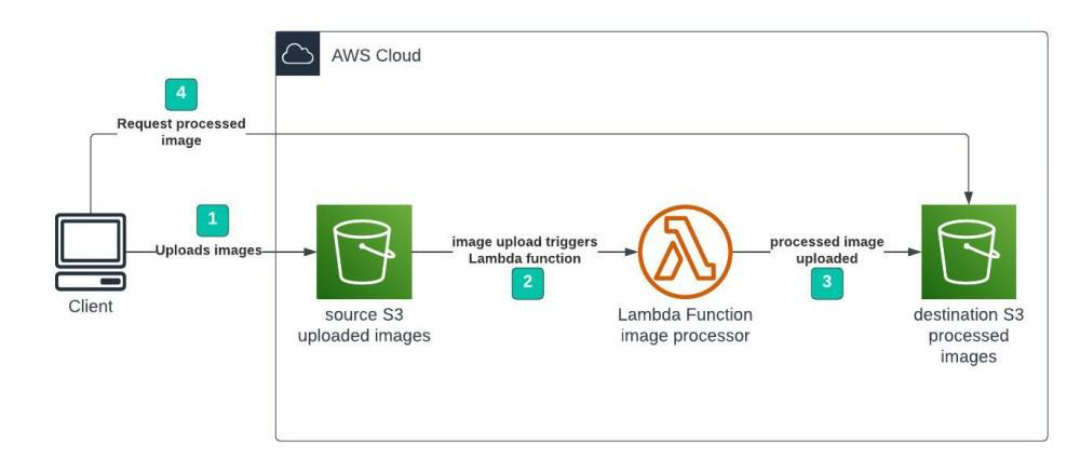 AWS Cloud
4
Request processed
image
1
Uploads images
image upload triggers
Lambda function
2
processed image
uploaded
3
Client
source S3
uploaded images
Lambda Function
image processor
destination S3
processed
images